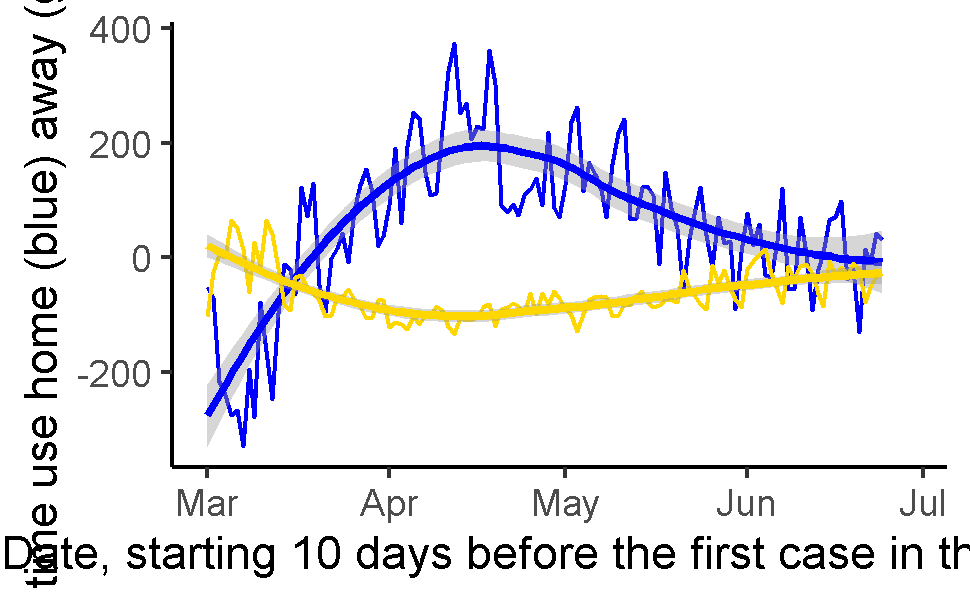 time use home (blue) away (
400
200
0
-200
Mar Apr May Jun Jul
Date, starting 10 days before the first case in th